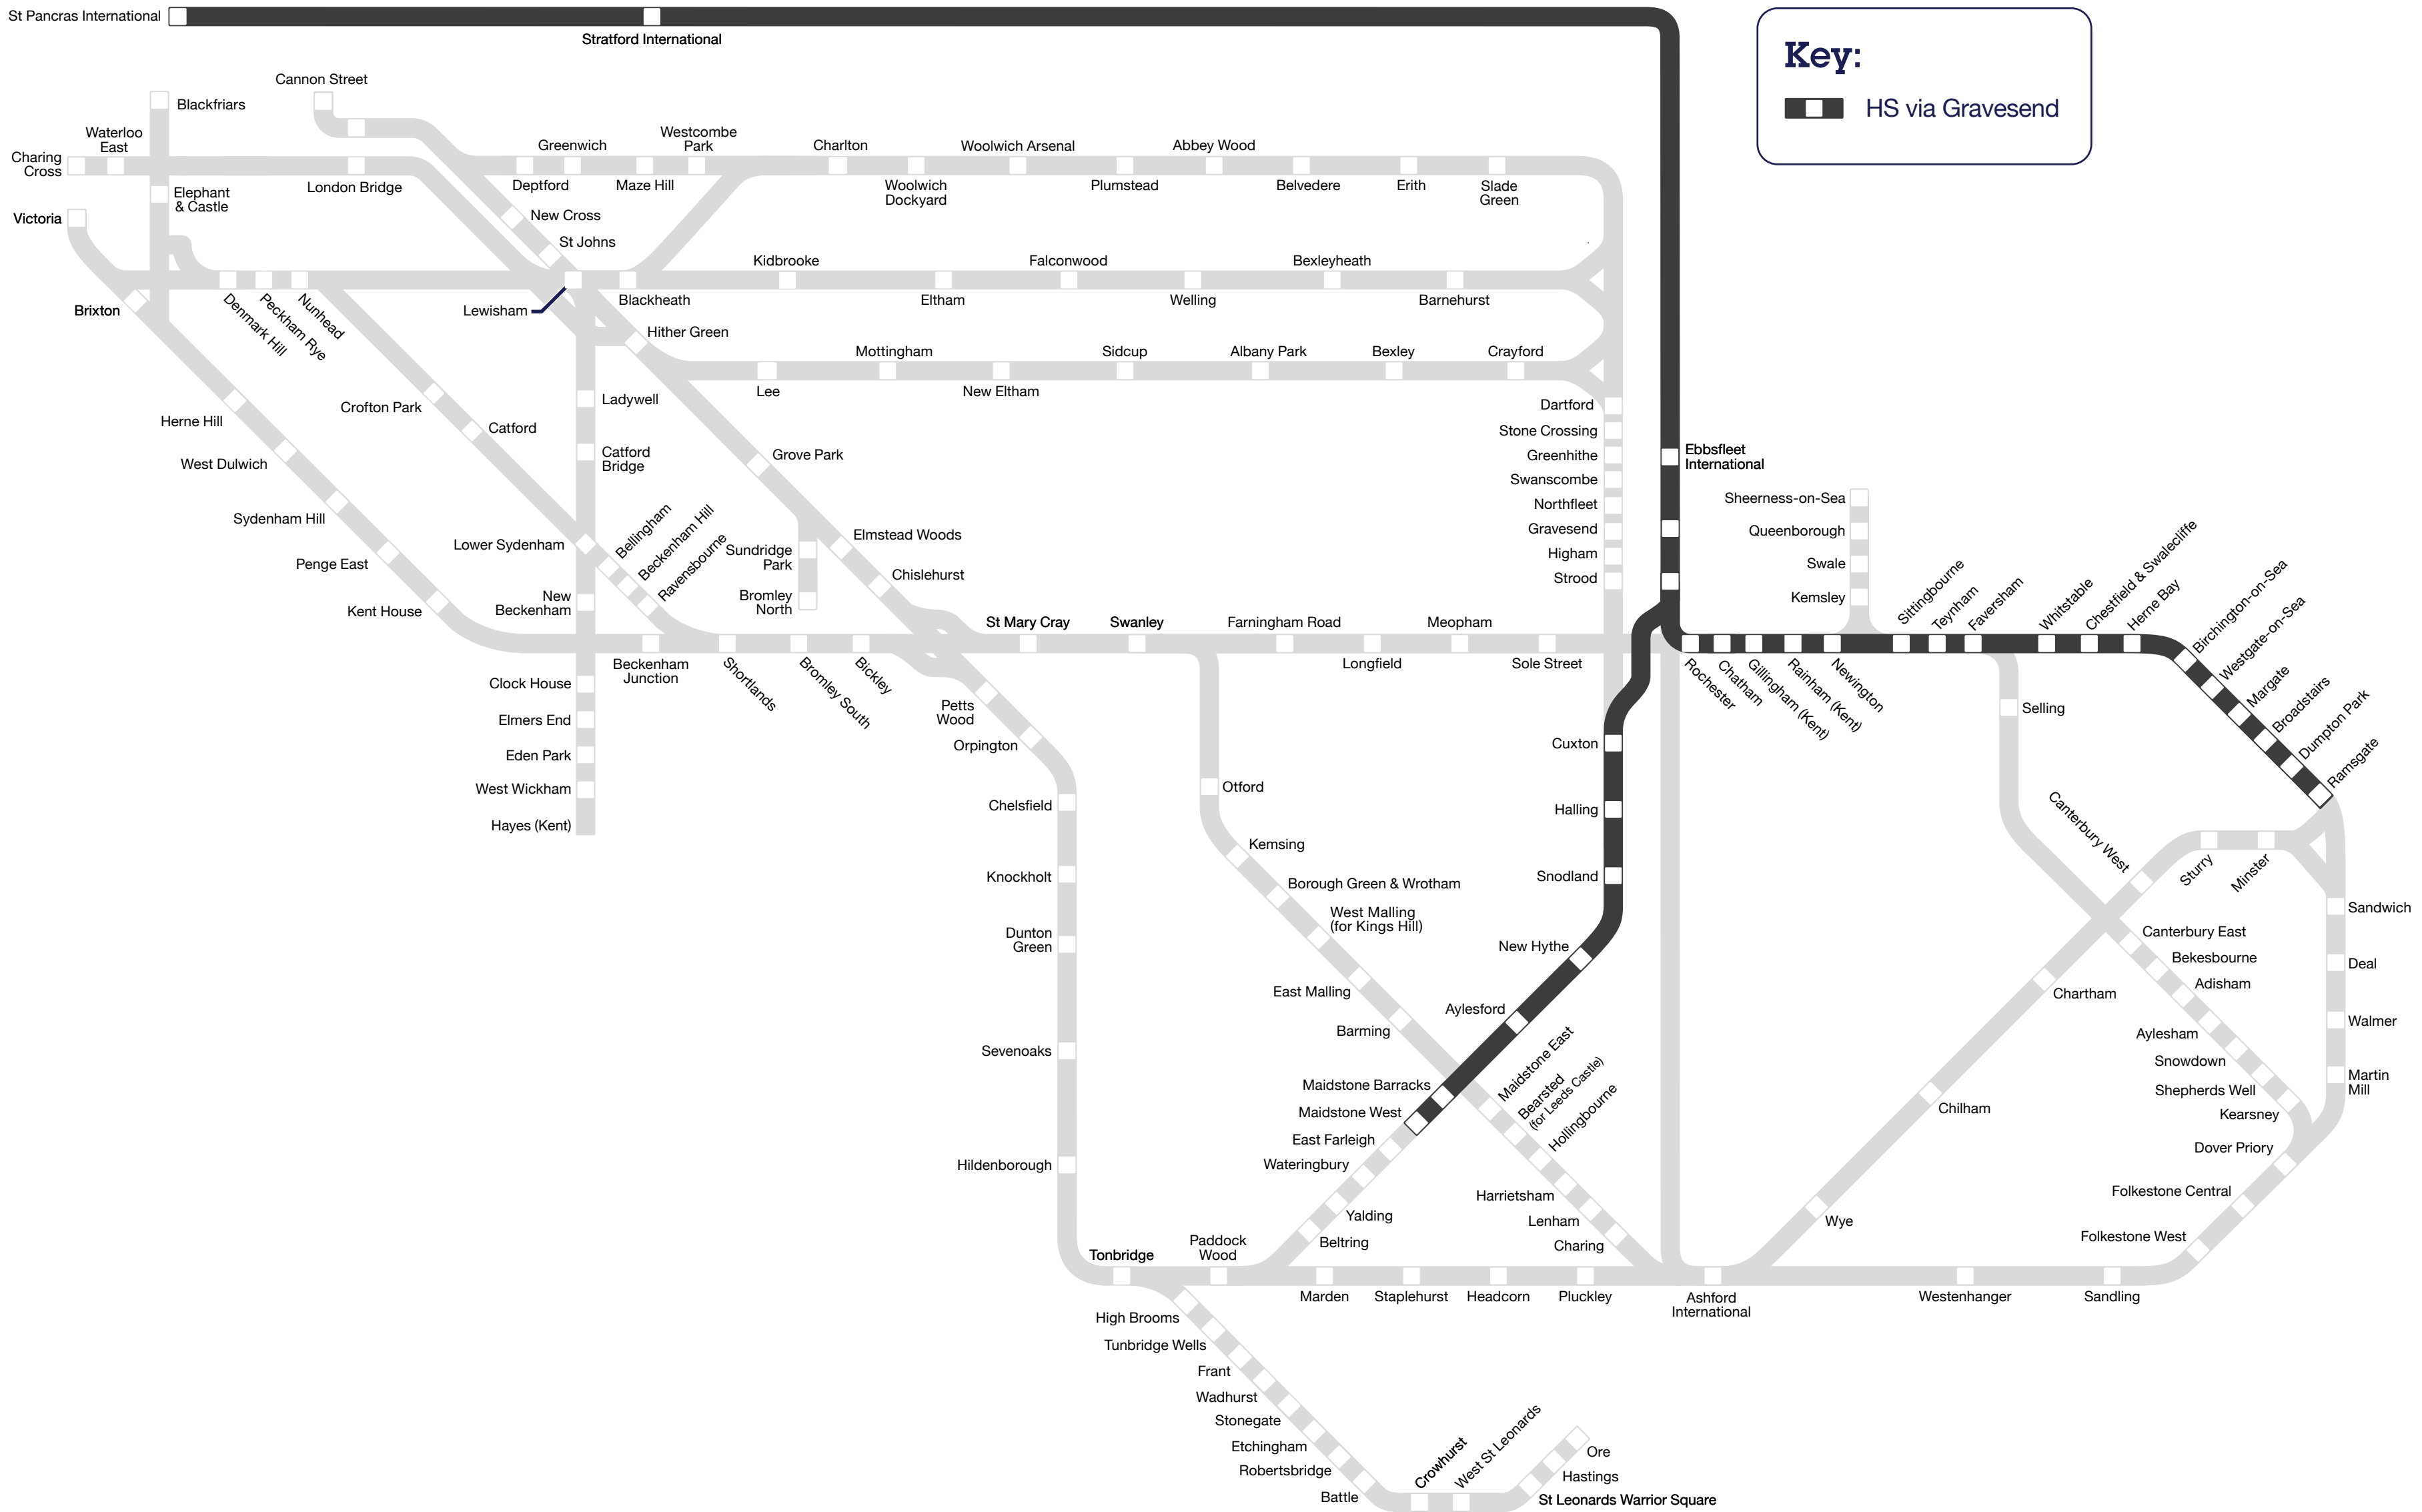 St Pancras International
Stratford International
Key:
HS via Gravesend
Cannon Street
Blackfriars
Waterloo
East
Charing
Cross
Elephant
& Castle
London Bridge
Victoria
Greenwich
Westcombe
Park
Deptford
Maze Hill
Charlton
Woolwich
Dockyard
Woolwich Arsenal
Plumstead
Abbey Wood
Belvedere
Erith
Slade
Green
New Cross
St Johns
Lewisham
Blackheath
Kidbrooke
Eltham
Falconwood
Welling
Bexleyheath
Barnehurst
Brixton
Denmark Hill
Peckham Rye
Nunhead
Hither Green
Lee
Mottingham
New Eltham
Sidcup
Albany Park
Bexley
Crayford
Herne Hill
West Dulwich
Sydenham Hill
Penge East
Kent House
Crofton Park
Catford
Ladywell
Catford
Bridge
Lower Sydenham
Bellingham
Beckenham Hill
Ravensbourne
New
Beckenham
Grove Park
Sundridge
Park
Bromley
North
Elmstead Woods
Chislehurst
Dartford
Stone Crossing
Greenhithe
Swanscombe
Northfleet
Gravesend
Higham
Strood
Ebbsfleet
International
Sheerness-on-Sea
Queenborough
Swale
Kemsley
Beckenham
Junction
Shortlands
Bromley South
Bickley
St Mary Cray
Swanley
Farningham Road
Longfield
Meopham
Sole Street
Rochester
Chatham
Gillingham (Kent)
Rainham (Kent)
Newington
Sittingbourne
Teynham
Faversham
Whitstable
Chestfield & Swalecliffe
Herne Bay
Birchington-on-Sea
Westgate-on-Sea
Margate
Broadstairs
Dumpton Park
Ramsgate
Clock House
Elmers End
Eden Park
West Wickham
Hayes (Kent)
Petts
Wood
Orpington
Chelsfield
Knockholt
Dunton
Green
Sevenoaks
Hildenborough
Otford
Kemsing
Borough Green & Wrotham
West Malling
(for Kings Hill)
East Malling
Barming
Maidstone East
Bearsted
(for Leeds Castle)
Hollingbourne
Harrietsham
Lenham
Charing
Cuxton
Halling
Snodland
New Hythe
Aylesford
Maidstone Barracks
Maidstone West
East Farleigh
Wateringbury
Yalding
Beltring
Selling
Canterbury West
Sturry
Minster
Canterbury East
Bekesbourne
Adisham
Aylesham
Snowdown
Shepherds Well
Kearsney
Dover Priory
Folkestone Central
Folkestone West
Sandwich
Deal
Walmer
Martin
Mill
Chartham
Chilham
Wye
Tonbridge
Paddock
Wood
Marden
Staplehurst
Headcorn
Pluckley
Ashford
International
Westenhanger
Sandling
High Brooms
Tunbridge Wells
Frant
Wadhurst
Stonegate
Etchingham
Robertsbridge
Battle
Crowhurst
West St Leonards
St Leonards Warrior Square
Hastings
Ore